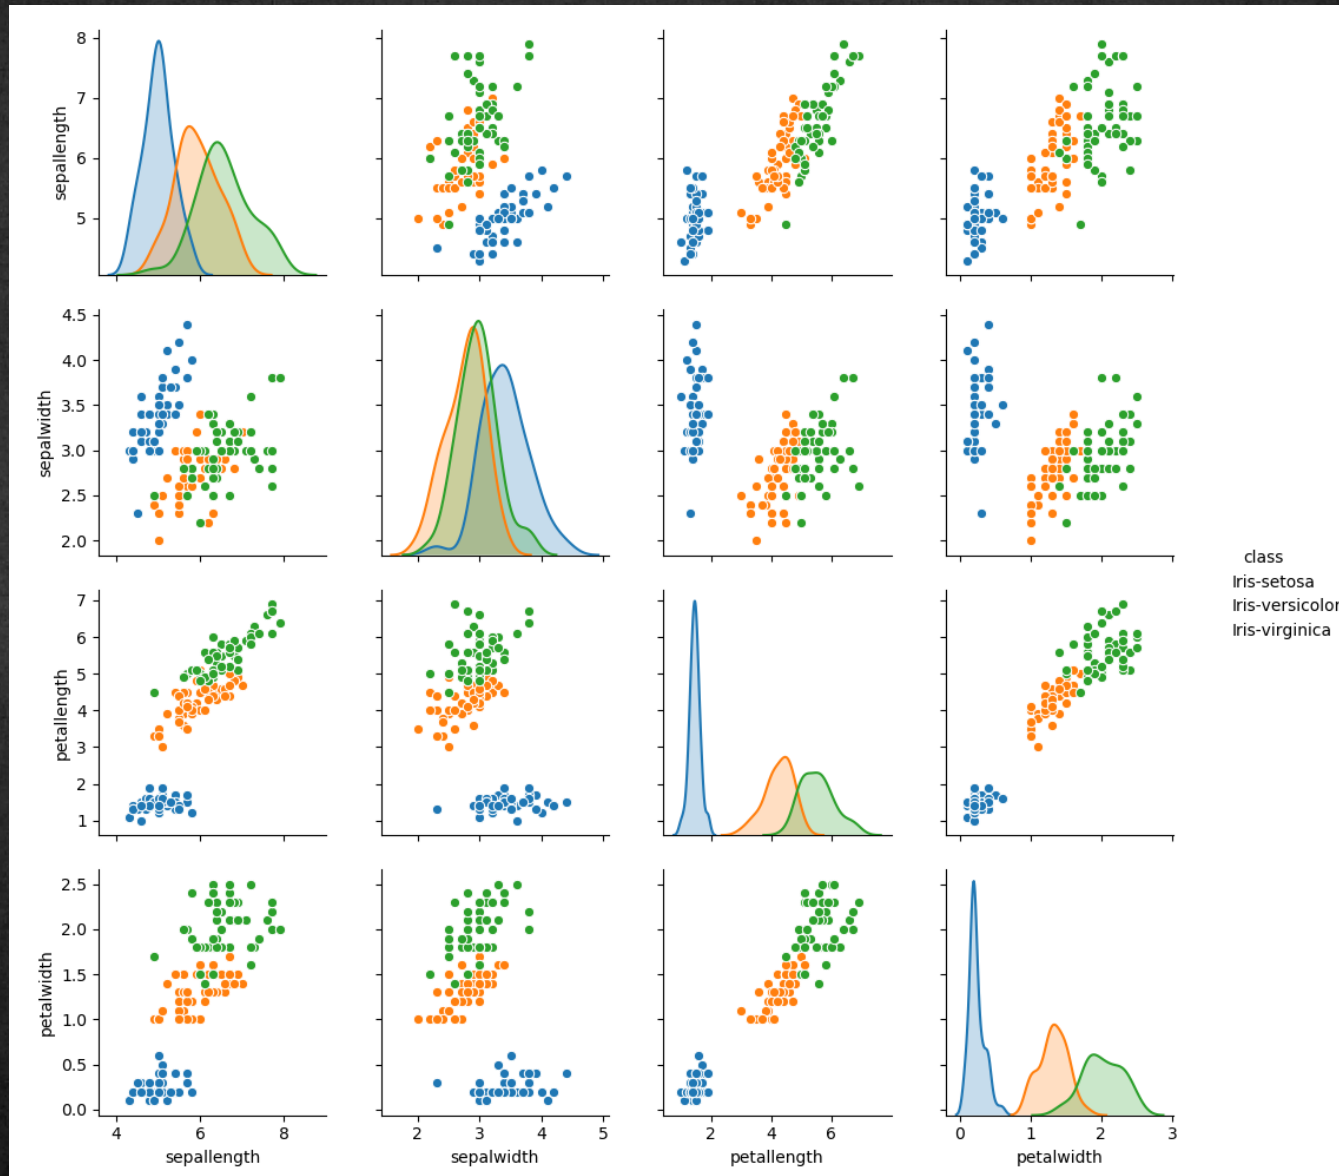 8
7
6
5
sepallength
4.5
4.0
3.5
3.0
2.5
2.0
sepalwidth
class
Iris-setosa
Iris-versicolor
Iris-virginica
7
6
5
4
3
2
1
petallength
2.5
2.0
1.5
1.0
0.5
0.0
petalwidth
4 6 8 2 3 4 5 2 4 6 0 1 2 3
sepallength sepalwidth petallength petalwidth